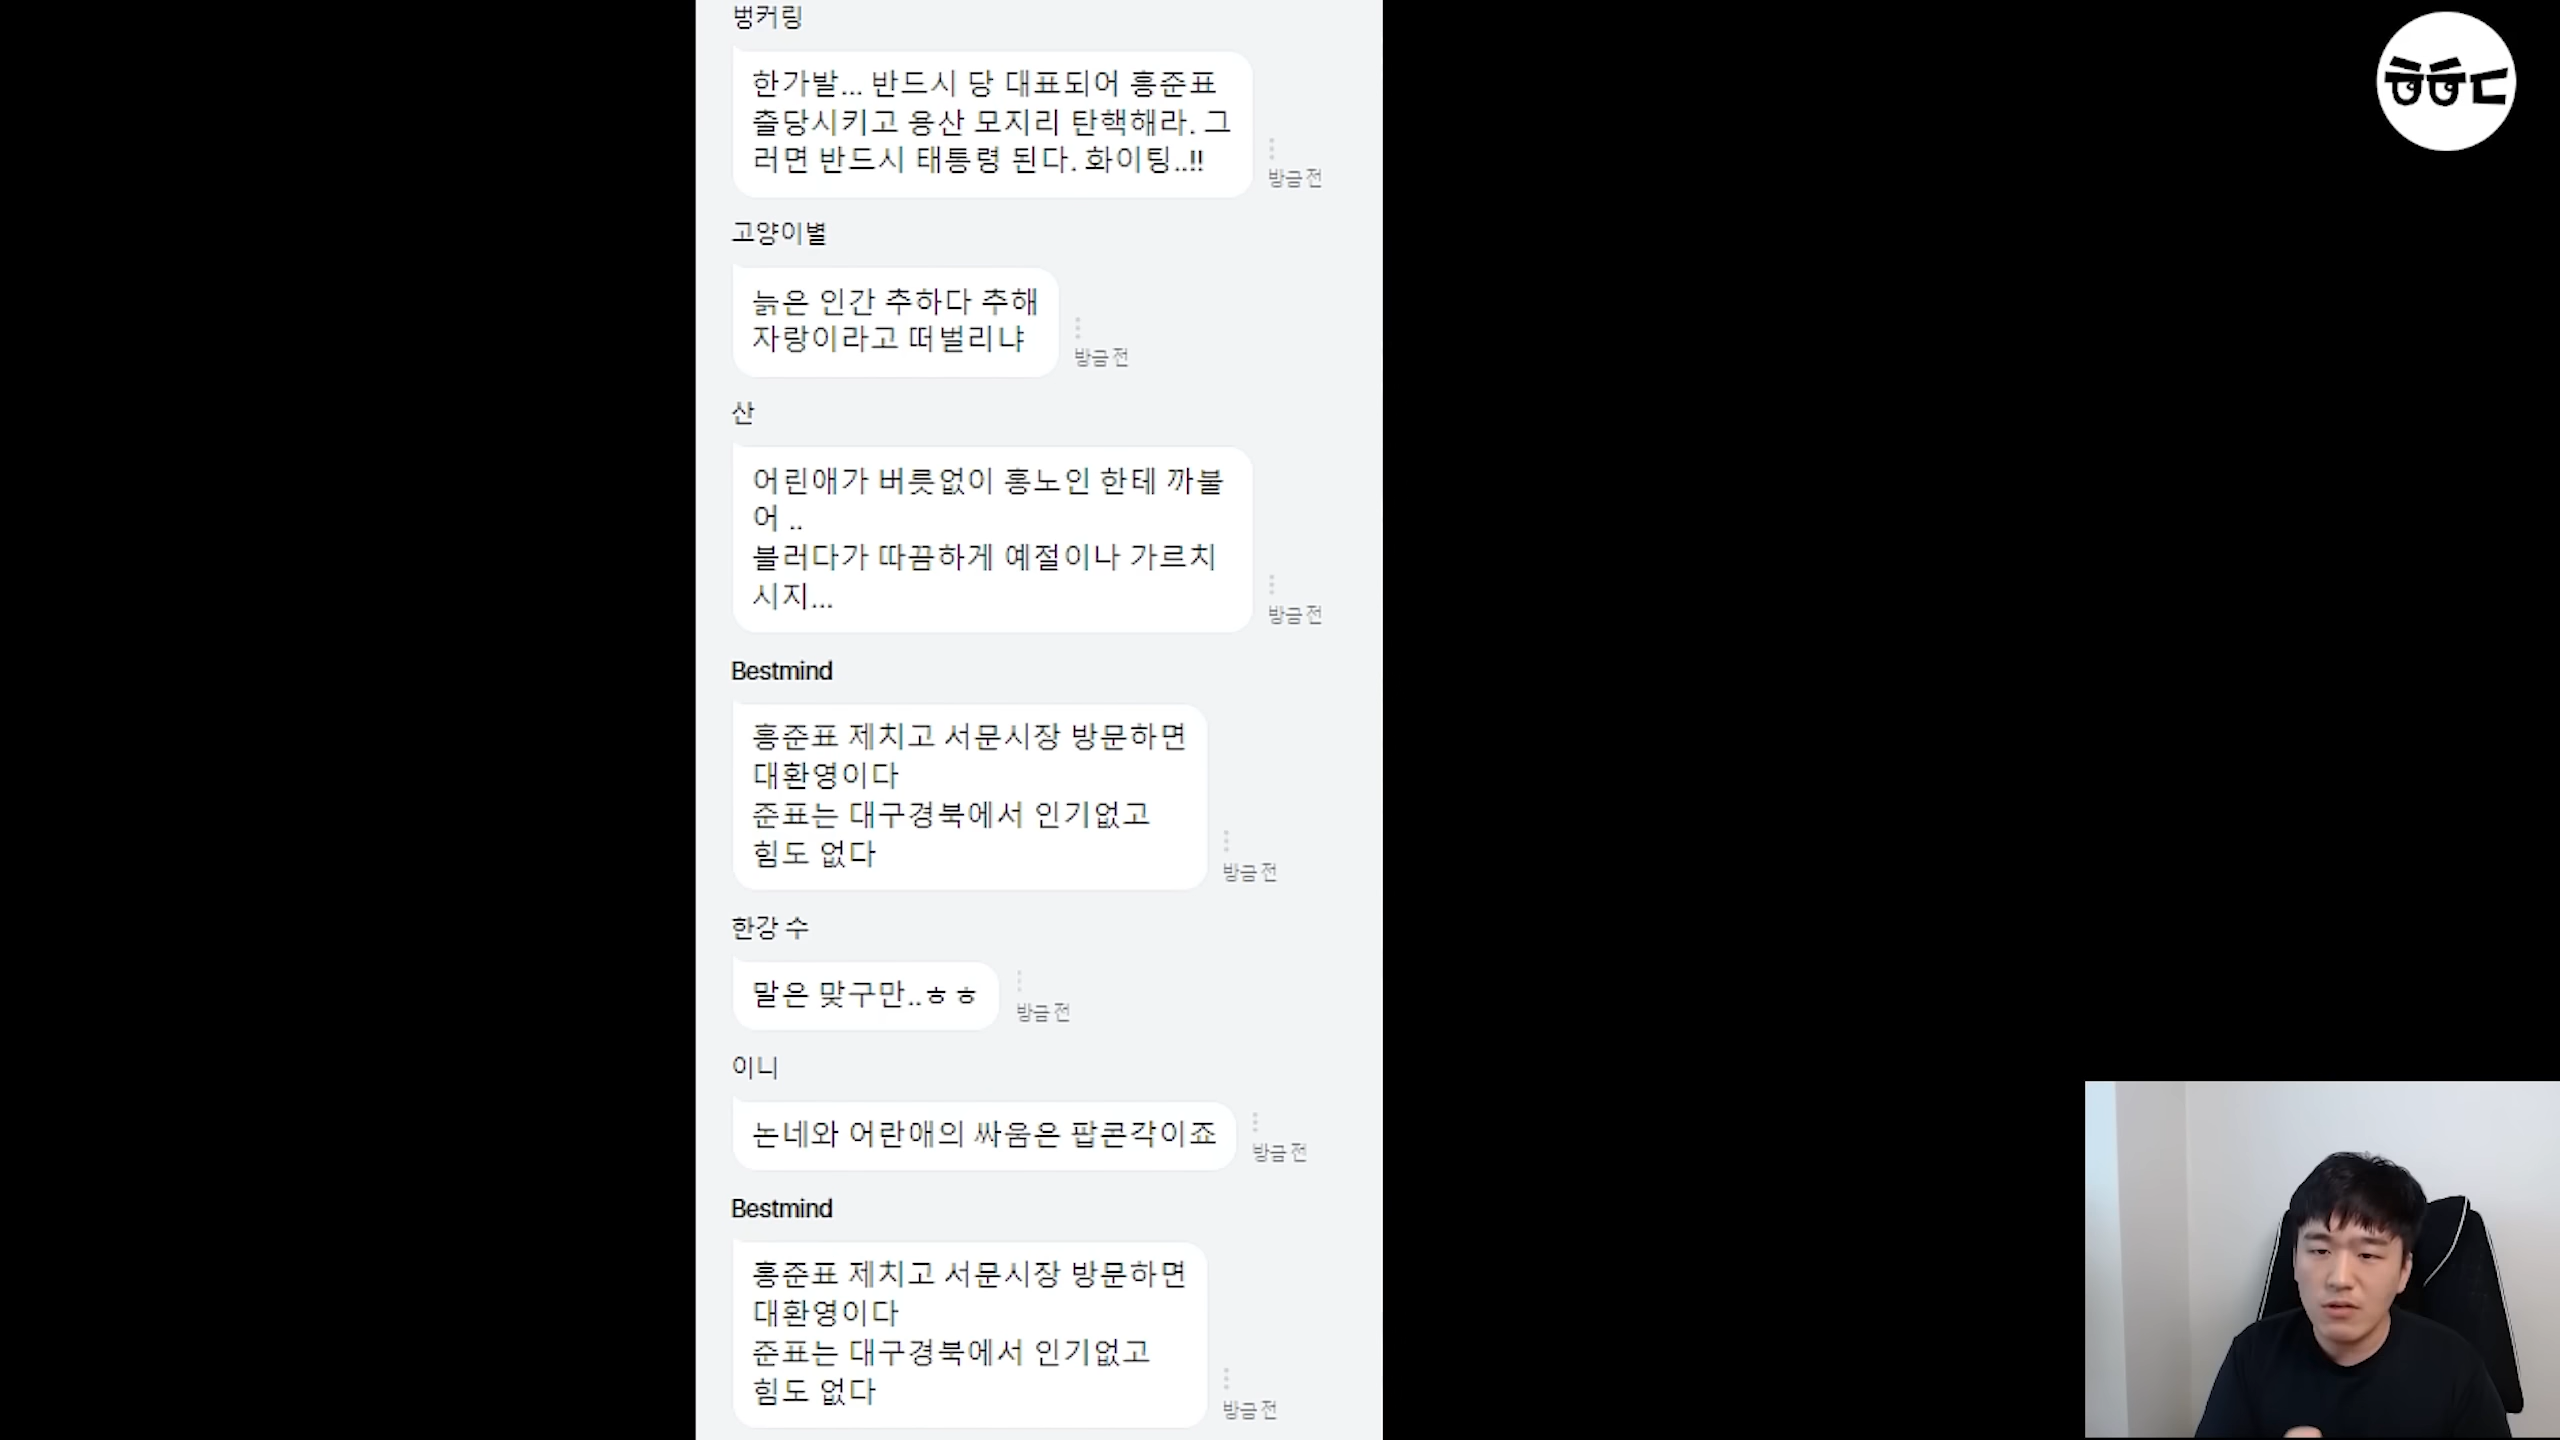 벙커링
한가발... 반드시 당 대표되어 홍준표
츌당시키고 용산 모지리 탄핵해라. 그
러면 반드시 태통령 된다. 화이팅..!!
방금 전
고양이별
늙은 인간 추하다 추해
자랑이라고 떠벌리냐
방금 전
산
어린애가 버릇없이 홍노인 한테 까불
어 ..
불러다가 따끔하게 예절이나 가르치
시지...
방금 전
Bestmind
홍준표 제치고 서문시장 방문하면
대환영이다
준표는 대구경북에서 인기없고
힘도 없다
방금 전
한강 수
말은 맞구만..ㅎㅎ
방금 전
이니
논네와 어란애의 싸움은 팝콘각이죠
방금 전
Bestmind
홍준표 제치고 서문시장 방문하면
대환영이다
준표는 대구경북에서 인기없고
힘도 없다
방금 전
ㅎㅎㄷ